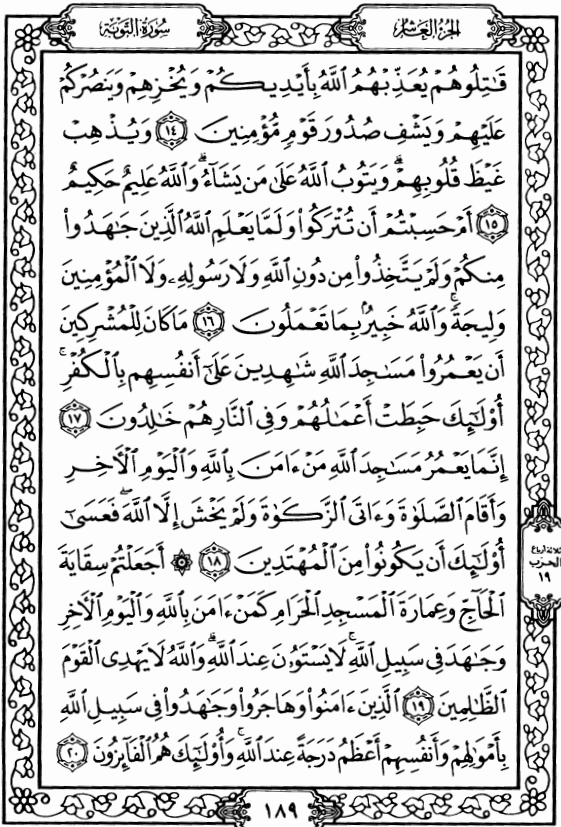 الجزء العاشر
سورة التوبة
قَٰتِلُوهُمْ يُعَذِّبْهُمُ ٱللَّهُ بِأَيْدِيكُمْ وَيُخْزِهِمْ وَيَنصُرْكُمْ
عَلَيْهِمْ وَيَشْفِ صُدُورَ قَوْمٍ مُّؤْمِنِينَ ١٤ وَيُذْهِبْ
غَيْظَ قُلُوبِهِمْ ۗ وَيَتُوبُ ٱللَّهُ عَلَىٰ مَن يَشَآءُ ۗ وَٱللَّهُ عَلِيمٌ حَكِيمٌ
١٥ أَمْ حَسِبْتُمْ أَن تُتْرَكُوا۟ وَلَمَّا يَعْلَمِ ٱللَّهُ ٱلَّذِينَ جَٰهَدُوا۟
مِنكُمْ وَلَمْ يَتَّخِذُوا۟ مِن دُونِ ٱللَّهِ وَلَا رَسُولِهِۦ وَلَا ٱلْمُؤْمِنِينَ
وَلِيجَةً ۚ وَٱللَّهُ خَبِيرٌۢ بِمَا تَعْمَلُونَ ١٦ مَا كَانَ لِلْمُشْرِكِينَ
أَن يَعْمُرُوا۟ مَسَٰجِدَ ٱللَّهِ شَٰهِدِينَ عَلَىٰٓ أَنفُسِهِم بِٱلْكُفْرِ ۚ
أُو۟لَٰٓئِكَ حَبِطَتْ أَعْمَٰلُهُمْ وَفِى ٱلنَّارِ هُمْ خَٰلِدُونَ ١٧
إِنَّمَا يَعْمُرُ مَسَٰجِدَ ٱللَّهِ مَنْ ءَامَنَ بِٱللَّهِ وَٱلْيَوْمِ ٱلْءَاخِرِ
وَأَقَامَ ٱلصَّلَوٰةَ وَءَاتَى ٱلزَّكَوٰةَ وَلَمْ يَخْشَ إِلَّا ٱللَّهَ ۖ فَعَسَىٰٓ
أُو۟لَٰٓئِكَ أَن يَكُونُوا۟ مِنَ ٱلْمُهْتَدِينَ ١٨ ۞ أَجَعَلْتُمْ سِقَايَةَ
ٱلْحَآجِّ وَعِمَارَةَ ٱلْمَسْجِدِ ٱلْحَرَامِ كَمَنْ ءَامَنَ بِٱللَّهِ وَٱلْيَوْمِ ٱلْءَاخِرِ
وَجَٰهَدَ فِى سَبِيلِ ٱللَّهِ ۚ لَا يَسْتَوُۥنَ عِندَ ٱللَّهِ ۗ وَٱللَّهُ لَا يَهْدِى ٱلْقَوْمَ
ٱلظَّٰلِمِينَ ١٩ ٱلَّذِينَ ءَامَنُوا۟ وَهَاجَرُوا۟ وَجَٰهَدُوا۟ فِى سَبِيلِ ٱللَّهِ
بِأَمْوَٰلِهِمْ وَأَنفُسِهِمْ أَعْظَمُ دَرَجَةً عِندَ ٱللَّهِ ۚ وَأُو۟لَٰٓئِكَ هُمُ ٱلْفَآئِزُونَ ٢٠
ثلاثة أرباع
الحزب
١٩
١٨٩